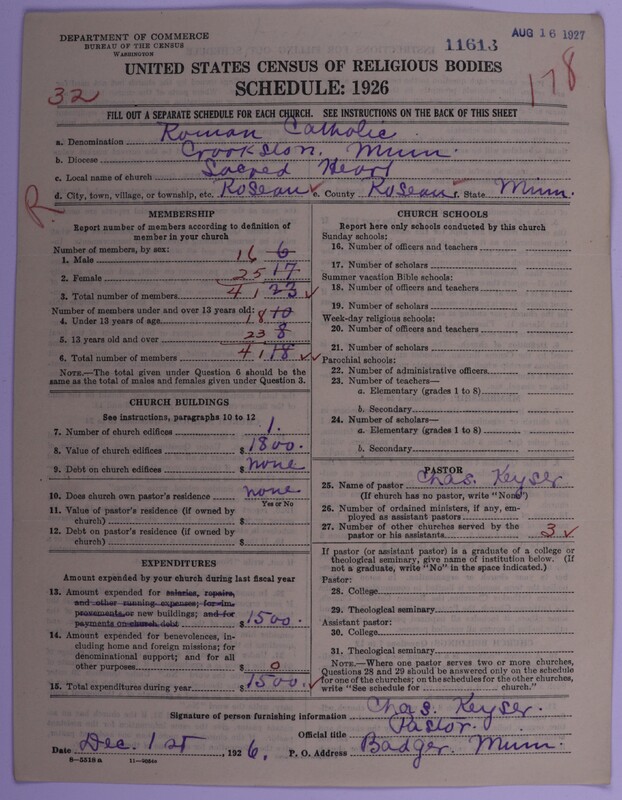 DEPARTMENT OF COMMERCE
BUREAU OF THE CENSUS
WASHINGTON
11613
AUG 16 1927
UNITED STATES CENSUS OF RELIGIOUS BODIES
SCHEDULE: 1926
32
178
FILL OUT A SEPARATE SCHEDULE FOR EACH CHURCH. SEE INSTRUCTIONS ON THE BACK OF THIS SHEET
a. Denomination Roman Catholic
b. Diocese Crookston, Minn.
c. Local name of church Sacred Heart
d. City, town, village, or township, etc. Roseau e. County Roseau f. State Minn.
R
MEMBERSHIP
Report number of members according to definition of
member in your church
Number of members, by sex:
1. Male 16 6
2. Female 25 17
3. Total number of members 41 23
Number of members under and over 13 years old:
4. Under 13 years of age 18 10
5. 13 years old and over 23 8
6. Total number of members 41 18
NOTE.—The total given under Question 6 should be
same as the total of males and females given under Question 3.
CHURCH BUILDINGS
See instructions, paragraphs 10 to 12
7. Number of church edifices 1.
8. Value of church edifices $1800.
9. Debt on church edifices $none
10. Does church own pastor's residence none
Yes or No
11. Value of pastor's residence (if owned by
church) $
12. Debt on pastor's residence (if owned by
church) $
EXPENDITURES
Amount expended by your church during last fiscal year
13. Amount expended for salaries, repairs,
and other running expenses; for im-
provements or new buildings; and for
payments on church debt $1500.
14. Amount expended for benevolences, in-
cluding home and foreign missions; for
denominational support; and for all
other purposes $0
15. Total expenditures during year $1500.
CHURCH SCHOOLS
Report here only schools conducted by this church
Sunday schools:
16. Number of officers and teachers
17. Number of scholars
Summer vacation Bible schools:
18. Number of officers and teachers
19. Number of scholars
Week-day religious schools:
20. Number of officers and teachers
21. Number of scholars
Parochial schools:
22. Number of administrative officers
23. Number of teachers—
a. Elementary (grades 1 to 8)
b. Secondary
24. Number of scholars—
a. Elementary (grades 1 to 8)
b. Secondary
PASTOR
25. Name of pastor Chas. Keyser
(If church has no pastor, write "None")
26. Number of ordained ministers, if any, em-
ployed as assistant pastors
27. Number of other churches served by the
pastor or his assistants 3
If pastor (or assistant pastor) is a graduate of a college or
theological seminary, give name of institution below. (If
not a graduate, write "No" in the space indicated.)
Pastor:
28. College
29. Theological seminary
Assistant pastor:
30. College
31. Theological seminary
NOTE.—Where one pastor serves two or more churches,
Questions 28 and 29 should be answered only on the schedule
for one of the churches; on the schedules for the other churches,
write "See schedule for church."
Signature of person furnishing information Chas. Keyser.
Official title Pastor.
Date Dec. 1st, 1926. P. O. Address Badger. Minn.
8—5518 a